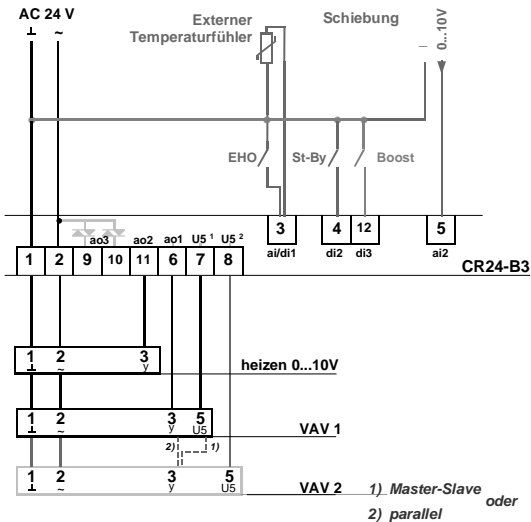 AC 24 V
⊥ ~
Externer
Temperaturfühler
Schiebung
–
0...10V
EHO
St-By
Boost
3
4
12
5
ai/di1
di2
di3
ai2
ao3
ao2
ao1
U5 1
U5 2
1 2 9 10 11 6 7 8
CR24-B3
1 2 3
⊥ ~ y
heizen 0...10V
1 2 3 5
⊥ ~ y U5
VAV 1
2) 1)
1 2 3 5
⊥ ~ y U5
VAV 2
1) Master-Slave
oder
2) parallel